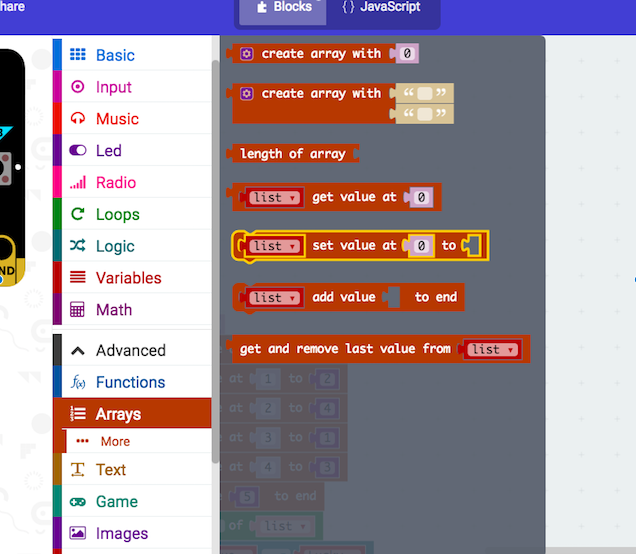 hare
Blocks
{ } JavaScript
Basic
Input
Music
Led
Radio
Loops
Logic
Variables
Math
Advanced
Functions
Arrays
More
Text
Game
Images
create array with 0
create array with “ ”
“ ”
length of array
list get value at 0
list set value at 0 to
list add value to end
get and remove last value from list
at 1 to 2
at 2 to 4
at 3 to 1
at 4 to 3
5 to end
of list
ND